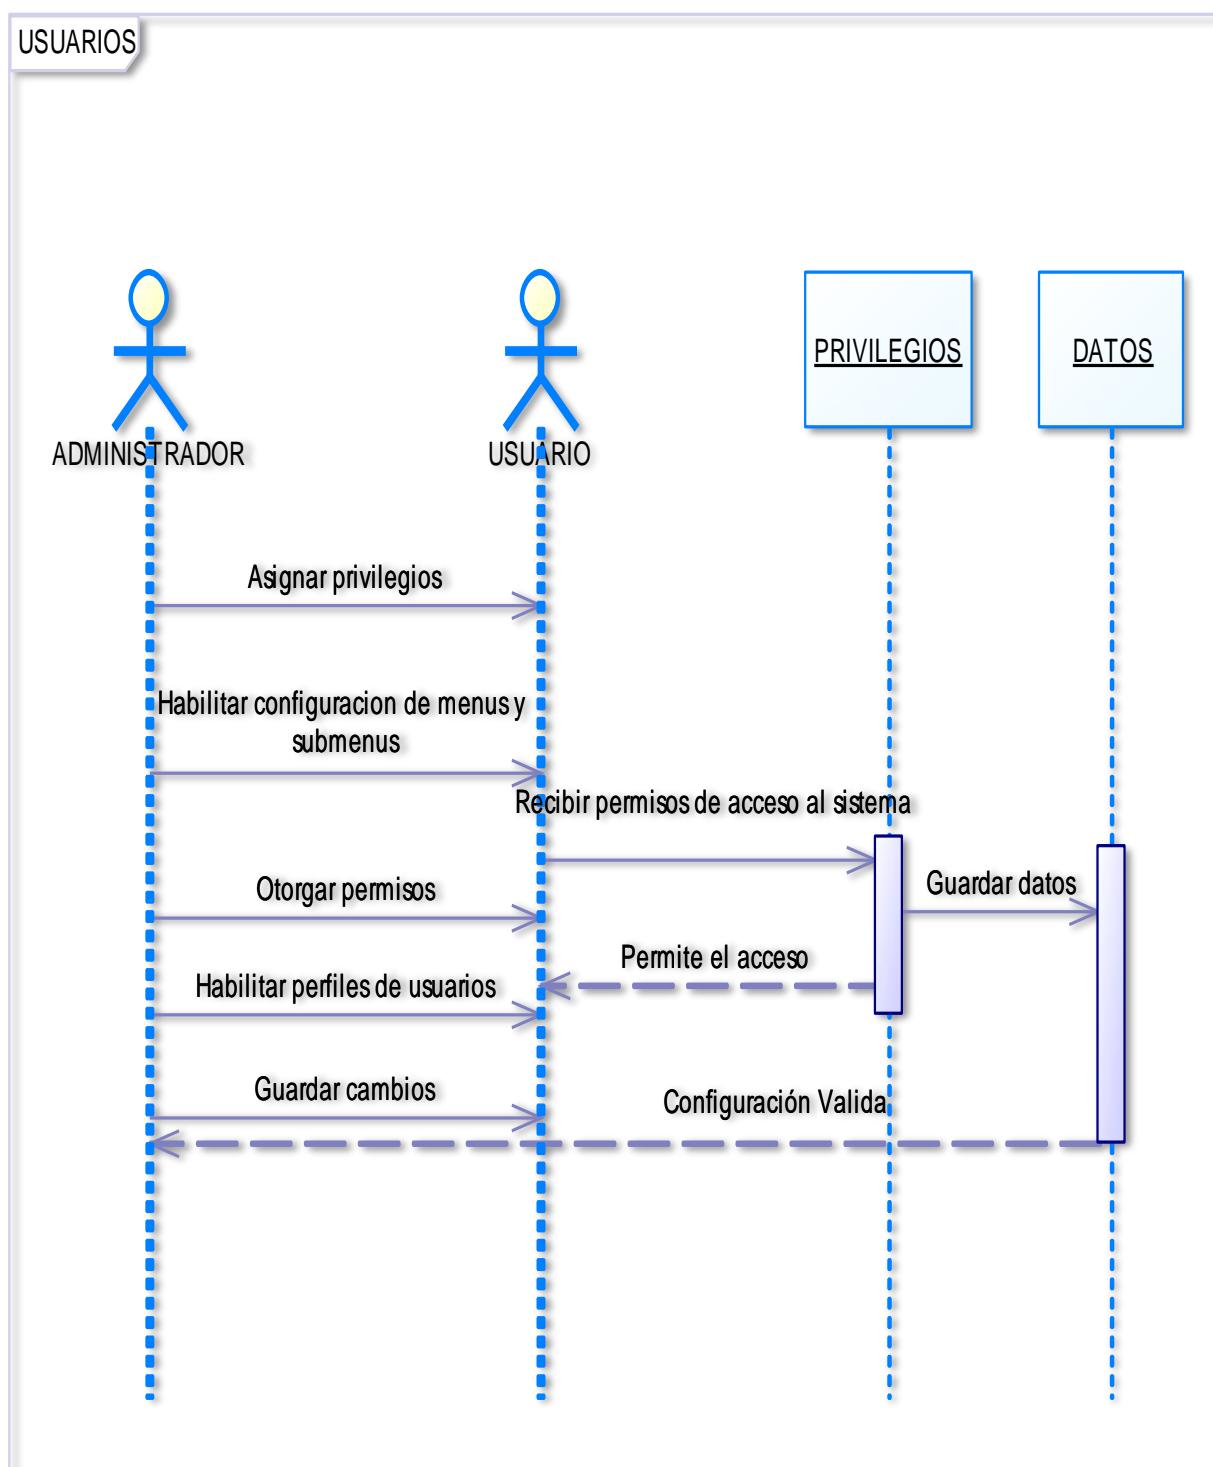 USUARIOS
ADMINISTRADOR
USUARIO
PRIVILEGIOS
DATOS
Asignar privilegios
Habilitar configuracion de menus y
submenus
Recibir permisos de acceso al sistema
Otorgar permisos
Guardar datos
Permite el acceso
Habilitar perfiles de usuarios
Guardar cambios
Configuración Valida